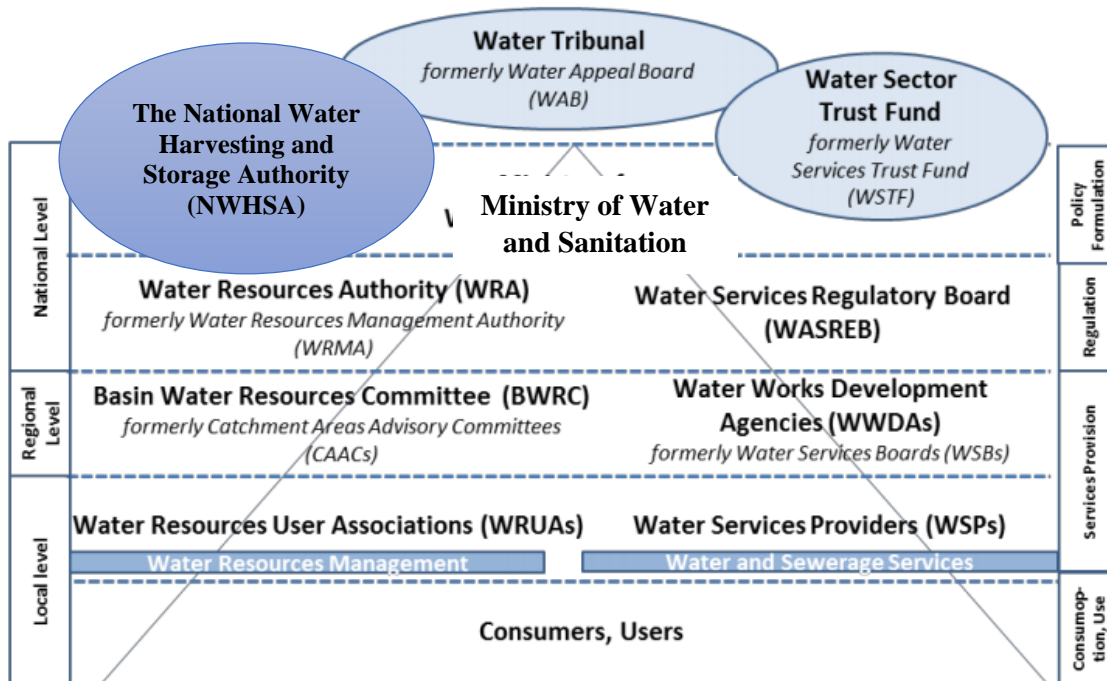 Water Tribunal
formerly Water Appeal Board
(WAB)
The National Water
Harvesting and
Storage Authority
(NWHSA)
Water Sector
Trust Fund
formerly Water
Services Trust Fund
(WSTF)
Ministry of Water
and Sanitation
National Level
Policy
Formulation
Water Resources Authority (WRA)
formerly Water Resources Management Authority
(WRMA)
Water Services Regulatory Board
(WASREB)
Regulation
Regional
Level
Basin Water Resources Committee (BWRC)
formerly Catchment Areas Advisory Committees
(CAACs)
Water Works Development
Agencies (WWDAs)
formerly Water Services Boards (WSBs)
Services Provision
Local level
Water Resources User Associations (WRUAs)
Water Services Providers (WSPs)
Water Resources Management
Water and Sewerage Services
Consumers, Users
Consumop-
tion, Use